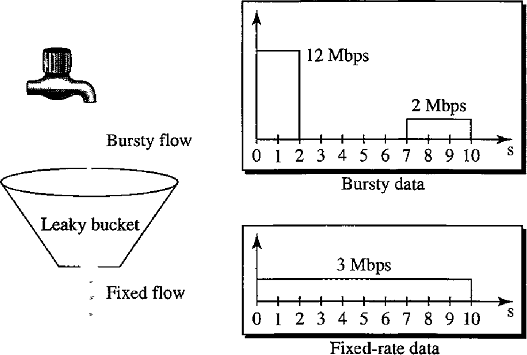 12 Mbps
2 Mbps
0 1 2 3 4 5 6 7 8 9 10 s
Bursty data
Bursty flow
Leaky bucket
Fixed flow
3 Mbps
0 1 2 3 4 5 6 7 8 9 10 s
Fixed-rate data